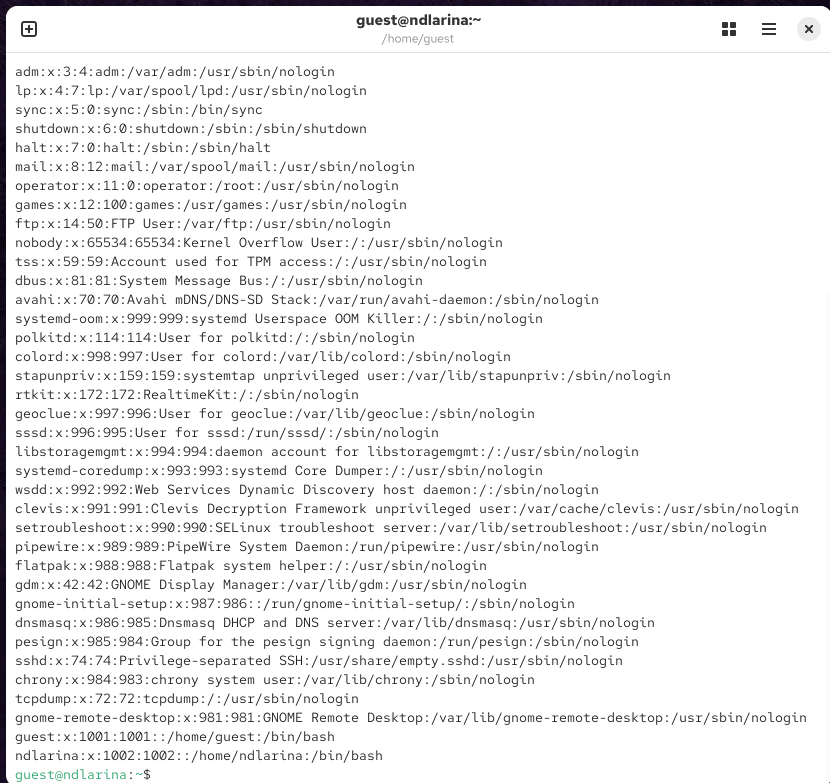 guest@ndlarina:~
/home/guest
adm:x:3:4:adm:/var/adm:/usr/sbin/nologin
lp:x:4:7:lp:/var/spool/lpd:/usr/sbin/nologin
sync:x:5:0:sync:/sbin:/bin/sync
shutdown:x:6:0:shutdown:/sbin:/sbin/shutdown
halt:x:7:0:halt:/sbin:/sbin/halt
mail:x:8:12:mail:/var/spool/mail:/usr/sbin/nologin
operator:x:11:0:operator:/root:/usr/sbin/nologin
games:x:12:100:games:/usr/games:/usr/sbin/nologin
ftp:x:14:50:FTP User:/var/ftp:/usr/sbin/nologin
nobody:x:65534:65534:Kernel Overflow User:/:/usr/sbin/nologin
tss:x:59:59:Account used for TPM access:/:/usr/sbin/nologin
dbus:x:81:81:System Message Bus:/:/usr/sbin/nologin
avahi:x:70:70:Avahi mDNS/DNS-SD Stack:/var/run/avahi-daemon:/sbin/nologin
systemd-oom:x:999:999:systemd Userspace OOM Killer:/:/usr/sbin/nologin
polkitd:x:114:114:User for polkitd:/:/sbin/nologin
colord:x:998:997:User for colord:/var/lib/colord:/sbin/nologin
stapunpriv:x:159:159:systemtap unprivileged user:/var/lib/stapunpriv:/sbin/nologin
rtkit:x:172:172:RealtimeKit:/:/sbin/nologin
geoclue:x:997:996:User for geoclue:/var/lib/geoclue:/sbin/nologin
sssd:x:996:995:User for sssd:/run/sssd/:/sbin/nologin
libstoragemgmt:x:994:994:daemon account for libstoragemgmt:/:/usr/sbin/nologin
systemd-coredump:x:993:993:systemd Core Dumper:/:/usr/sbin/nologin
wsdd:x:992:992:Web Services Dynamic Discovery host daemon:/:/sbin/nologin
clevis:x:991:991:Clevis Decryption Framework unprivileged user:/var/cache/clevis:/usr/sbin/nologin
setroubleshoot:x:990:990:SELinux troubleshoot server:/var/lib/setroubleshoot:/usr/sbin/nologin
pipewire:x:989:989:PipeWire System Daemon:/run/pipewire:/usr/sbin/nologin
flatpak:x:988:988:Flatpak system helper:/:/usr/sbin/nologin
gdm:x:42:42:GNOME Display Manager:/var/lib/gdm:/usr/sbin/nologin
gnome-initial-setup:x:987:986::/run/gnome-initial-setup/:/sbin/nologin
dnsmasq:x:986:985:Dnsmasq DHCP and DNS server:/var/lib/dnsmasq:/usr/sbin/nologin
pesign:x:985:984:Group for the pesign signing daemon:/run/pesign:/sbin/nologin
sshd:x:74:74:Privilege-separated SSH:/usr/share/empty.sshd:/usr/sbin/nologin
chrony:x:984:983:chrony system user:/var/lib/chrony:/sbin/nologin
tcpdump:x:72:72:tcpdump:/:/usr/sbin/nologin
gnome-remote-desktop:x:981:981:GNOME Remote Desktop:/var/lib/gnome-remote-desktop:/usr/sbin/nologin
guest:x:1001:1001::/home/guest:/bin/bash
ndlarina:x:1002:1002::/home/ndlarina:/bin/bash
guest@ndlarina:~$